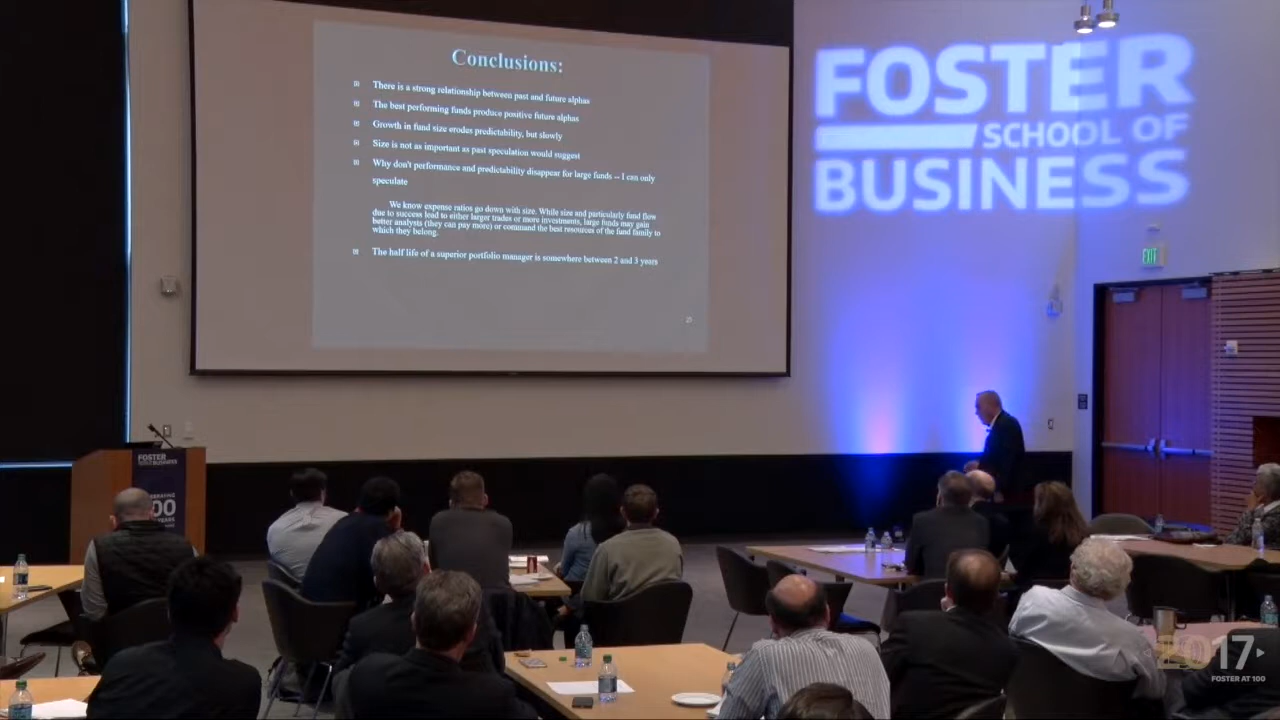 Conclusions:
There is a strong relationship between past and future alphas
The best performing funds produce positive future alphas
Growth in fund size erodes predictability, but slowly
Size is not as important as past speculation would suggest
Why don't performance and predictability disappear for large funds -- I can only
speculate
We know expense ratios go down with size. While size and particularly fund flow
due to success lead to either larger trades or more investments, large funds may gain
better analysts (they can pay more) or command the best resources of the fund family to
which they belong.
The half life of a superior portfolio manager is somewhere between 2 and 3 years
25
FOSTER
SCHOOL OF
BUSINESS
EXIT
FOSTER
BUSINESS
2017
FOSTER AT 100